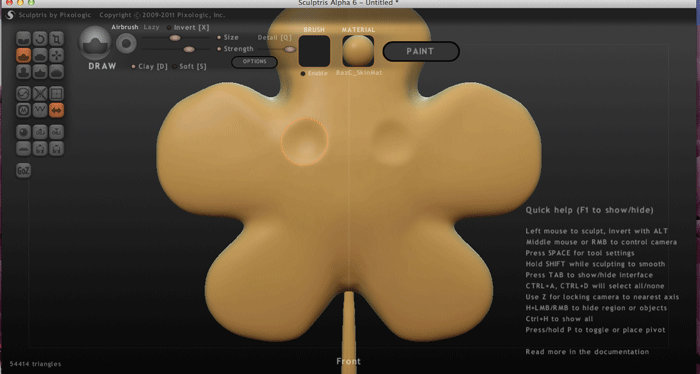 Sculptris Alpha 6 - Untitled *
Sculptris by Pixologic Copyright © 2009-2011 Pixologic, Inc.
Airbrush Lazy Invert [X]
BRUSH
MATERIAL
Size
Detail [Q]
Strength
PAINT
DRAW
Clay [D] Soft [S]
OPTIONS
Enable
GoZ
Quick help (F1 to show/hide)
Left mouse to sculpt, invert with ALT
Middle mouse or RMB to control camera
Press SPACE for tool settings
Hold SHIFT while sculpting to smooth
Press TAB to show/hide interface
CTRL+A, CTRL+D will select all/none
Use Z for locking camera to nearest axis
H+LMB/RMB to hide region or objects
Ctrl+H to show all
Press/hold P to toggle or place pivot
Read more in the documentation
54414 triangles
Front